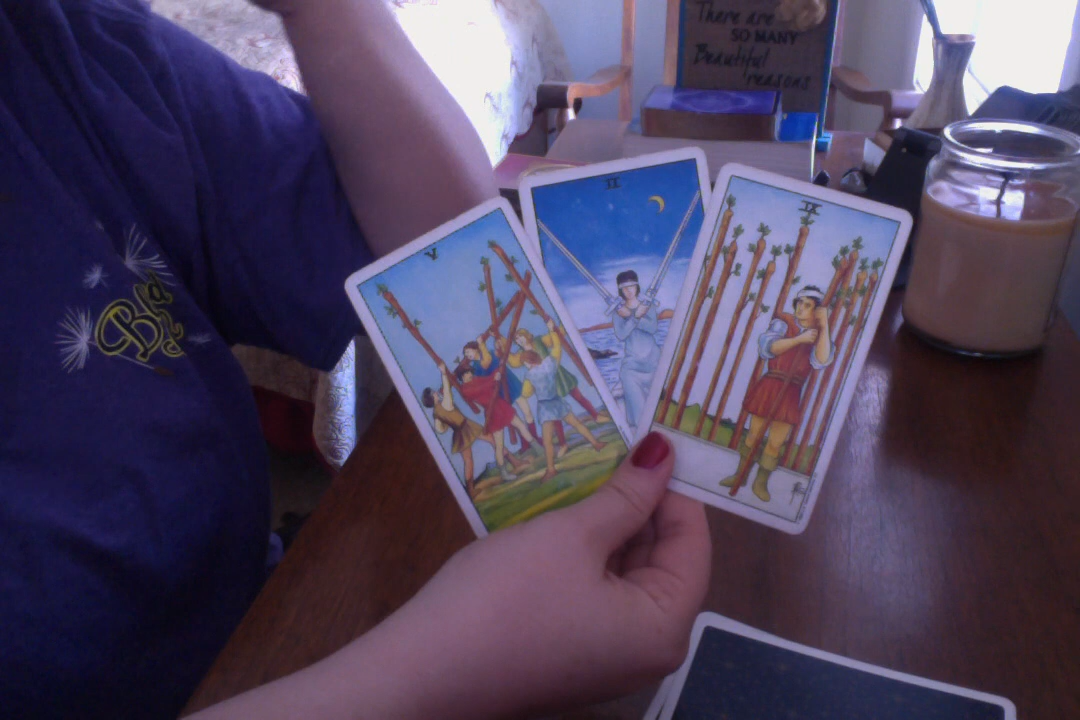 There are
SO MANY
Beautiful
reasons
V
II
IX